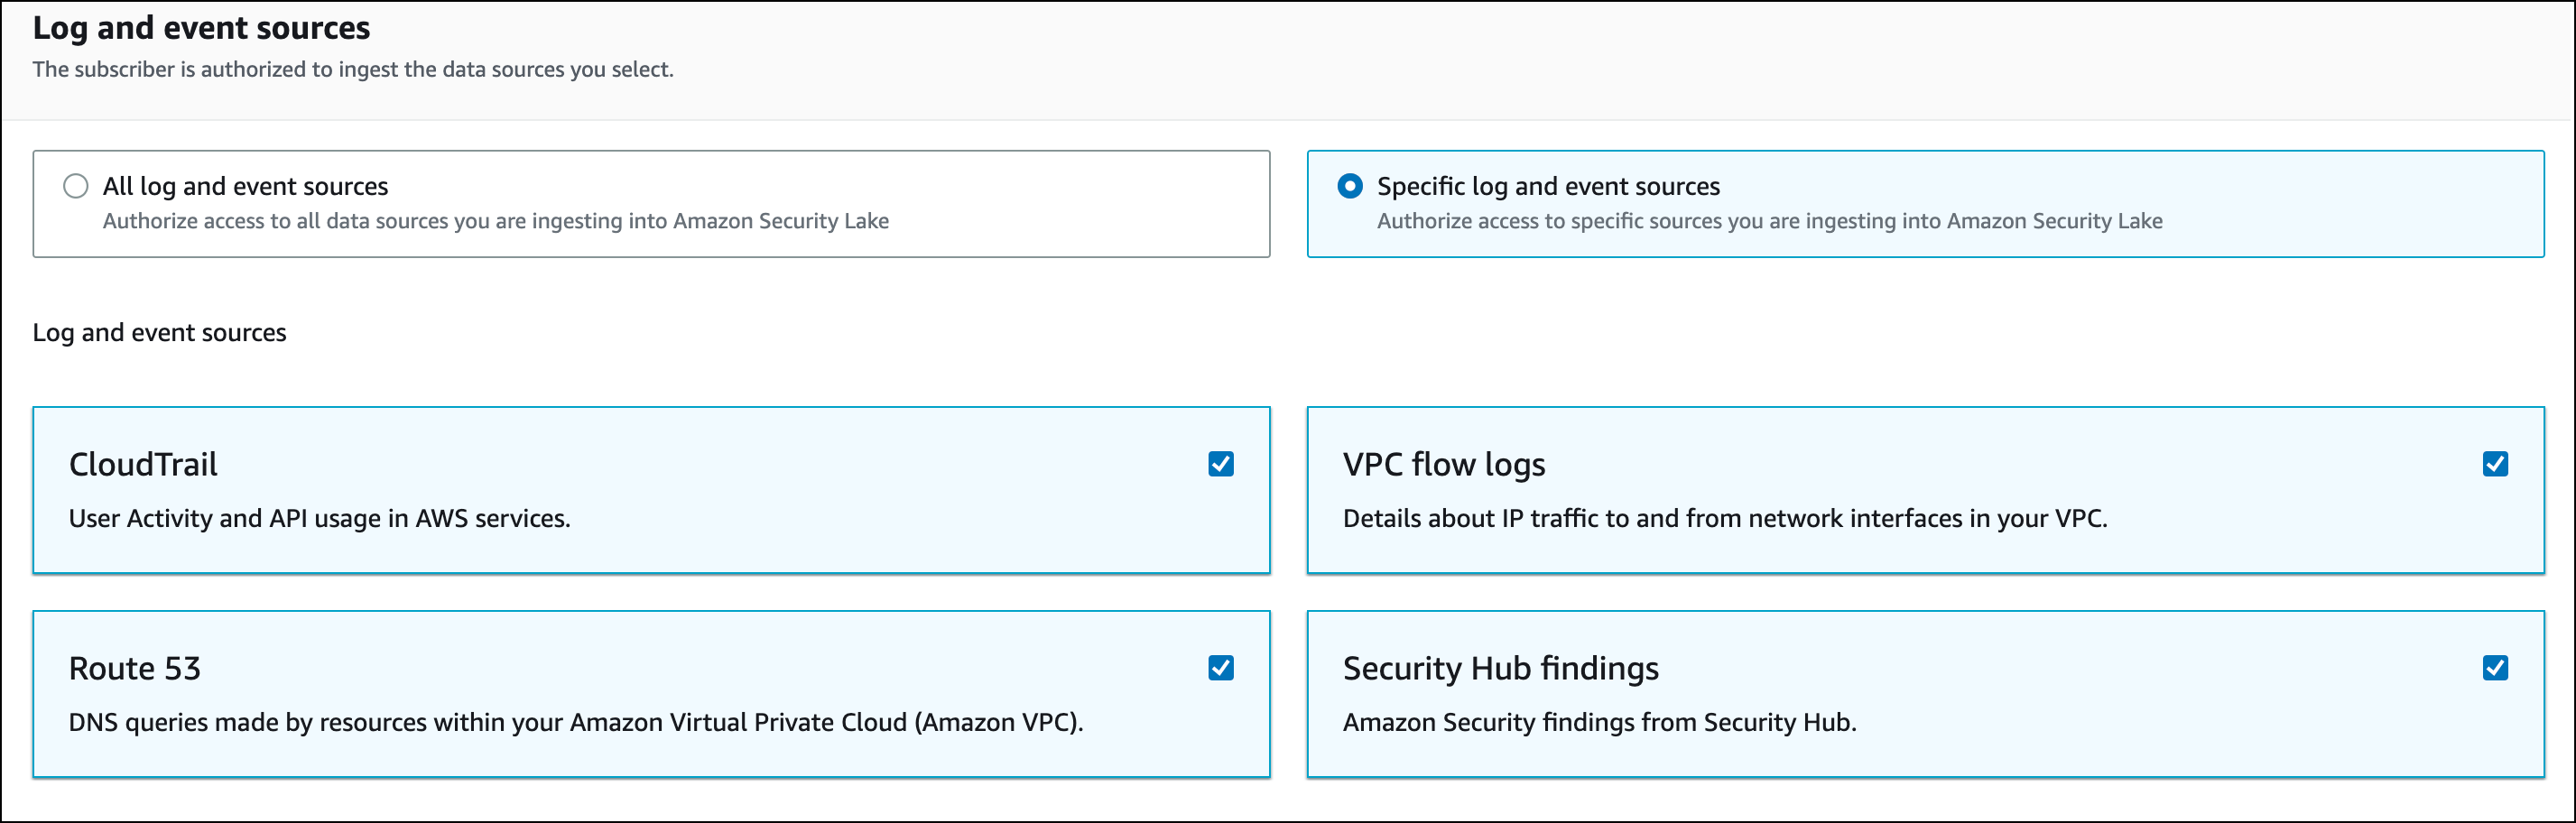 Log and event sources
The subscriber is authorized to ingest the data sources you select.
All log and event sources
Authorize access to all data sources you are ingesting into Amazon Security Lake
Specific log and event sources
Authorize access to specific sources you are ingesting into Amazon Security Lake
Log and event sources
CloudTrail
User Activity and API usage in AWS services.
VPC flow logs
Details about IP traffic to and from network interfaces in your VPC.
Route 53
DNS queries made by resources within your Amazon Virtual Private Cloud (Amazon VPC).
Security Hub findings
Amazon Security findings from Security Hub.